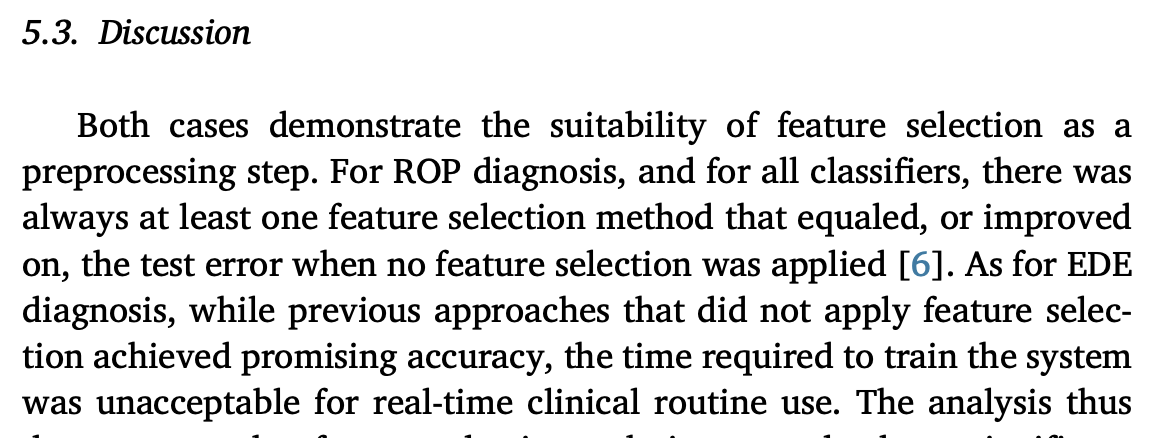 5.3. Discussion
Both cases demonstrate the suitability of feature selection as a
preprocessing step. For ROP diagnosis, and for all classifiers, there was
always at least one feature selection method that equaled, or improved
on, the test error when no feature selection was applied [6]. As for EDE
diagnosis, while previous approaches that did not apply feature selec-
tion achieved promising accuracy, the time required to train the system
was unacceptable for real-time clinical routine use. The analysis thus